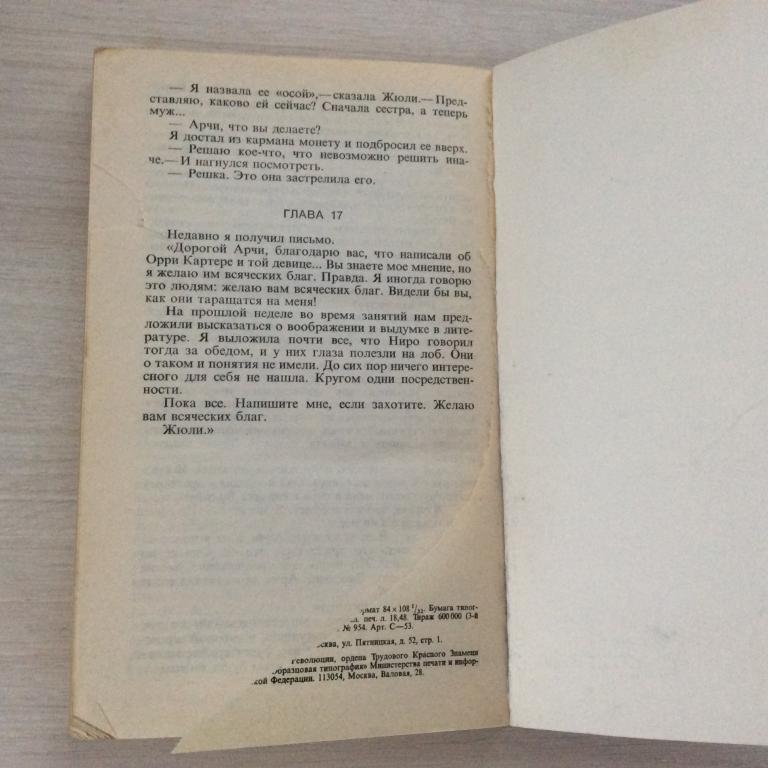 — Я назвала ее «осой»,—сказала Жюли.— Пред-
ставляю, каково ей сейчас? Сначала сестра, а теперь
муж...
— Арчи, что вы делаете?
Я достал из кармана монету и подбросил ее вверх.
— Решаю кое-что, что невозможно решить ина-
че.— И нагнулся посмотреть.
— Решка. Это она застрелила его.
ГЛАВА 17
Недавно я получил письмо.
«Дорогой Арчи, благодарю вас, что написали об
Орри Картере и той девице... Вы знаете мое мнение, но
я желаю им всяческих благ. Правда. Я иногда говорю
это людям: желаю вам всяческих благ. Видели бы вы,
как они таращатся на меня!
На прошлой неделе во время занятий нам пред-
ложили высказаться о воображении и выдумке в лите-
ратуре. Я выложила почти все, что Ниро говорил
тогда за обедом, и у них глаза полезли на лоб. Они
о таком и понятия не имели. До сих пор ничего интере-
сного для себя не нашла. Кругом одни посредствен-
ности.
Пока все. Напишите мне, если захотите. Желаю
вам всяческих благ.
Жюли.»
рмат 84 × 108 1/32. Бумага типог-
л. печ. л. 18,48. Тираж 600 000 (3-й
№ 954. Арт. С—53.
сква, ул. Пятницкая, д. 52, стр. 1.
революции, ордена Трудового Красного Знамени
бразцовая типография» Министерства печати и инфор-
кой Федерации. 113054, Москва, Валовая, 28.